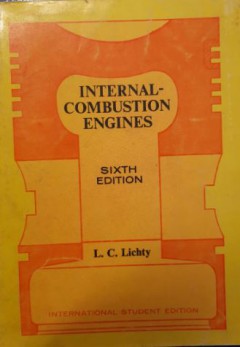 INTERNAL-
COMBUSTION
ENGINES
SIXTH
EDITION
L. C. Lichty
INTERNATIONAL STUDENT EDITION